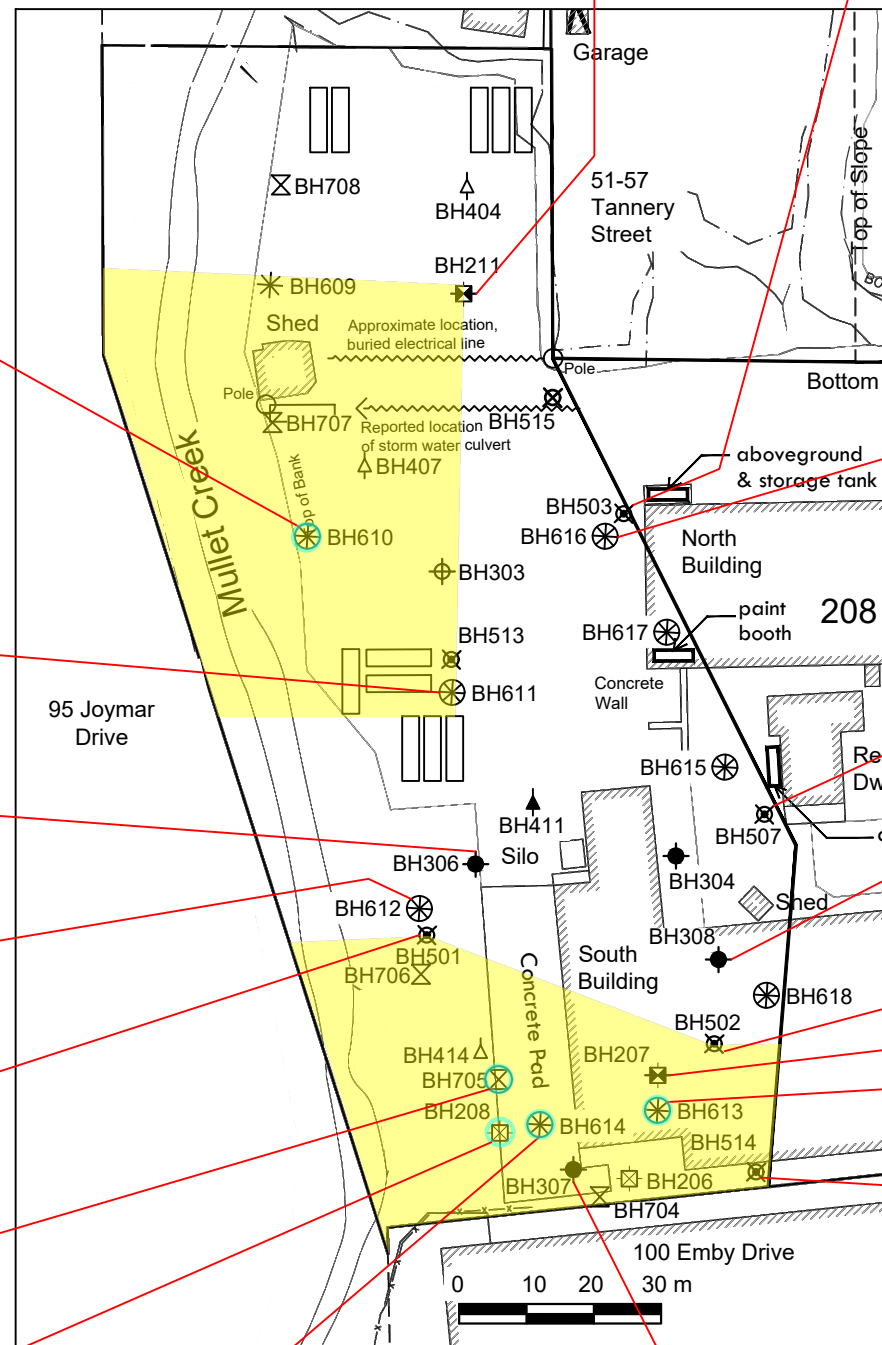 Garage
BH708
BH404
51-57
Tannery
Street
Top of Slope
BH211
BH609
Shed
Approximate location,
buried electrical line
Pole
Bottom
Pole
BH707
Reported location
of storm water culvert
BH515
BH407
aboveground
& storage tank
Mullet Creek
op of Bank
BH503
BH610
BH616
North
Building
BH303
208
paint
booth
BH617
BH513
BH611
Concrete
Wall
95 Joymar
Drive
BH615
Re
Dw
BH411
BH507
BH306
Silo
BH304
Shed
BH612
BH308
BH501
BH706
South
Building
Concrete Pad
BH618
BH502
BH414
BH207
BH705
BH208
BH614
BH613
BH514
BH307
BH206
BH704
100 Emby Drive
0 10 20 30 m